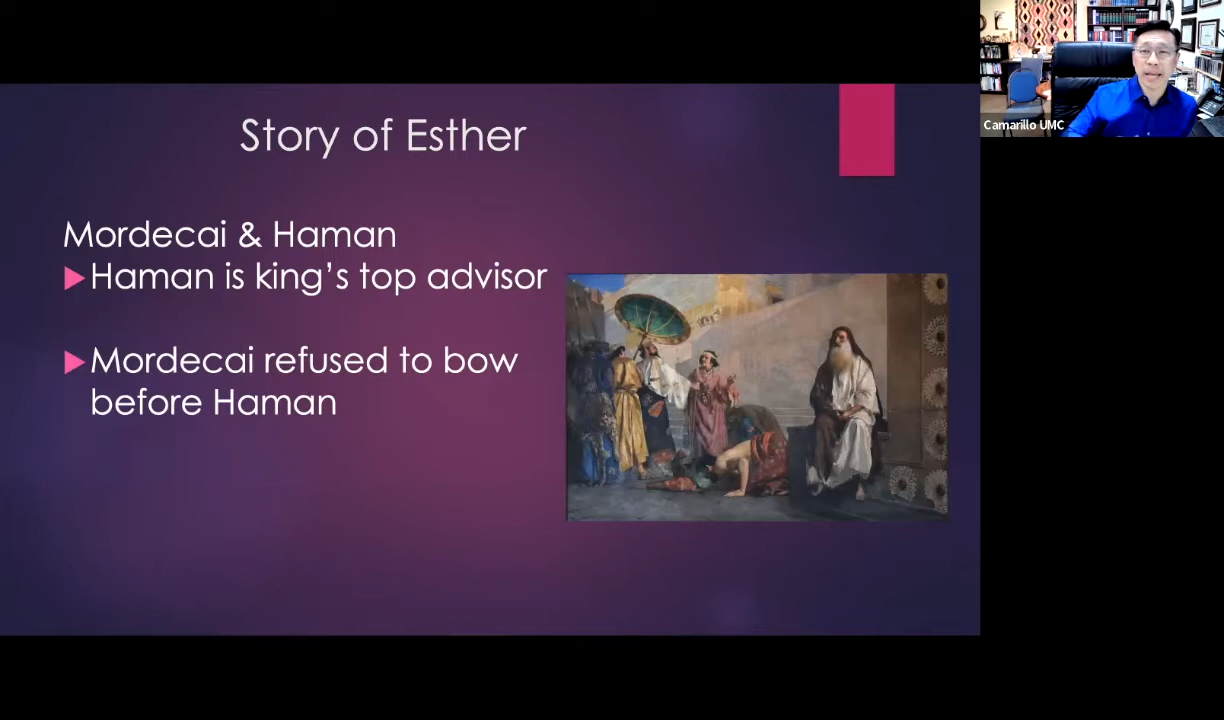 Story of Esther
Mordecai & Haman
Haman is king's top advisor
Mordecai refused to bow
before Haman
Camarillo UMC